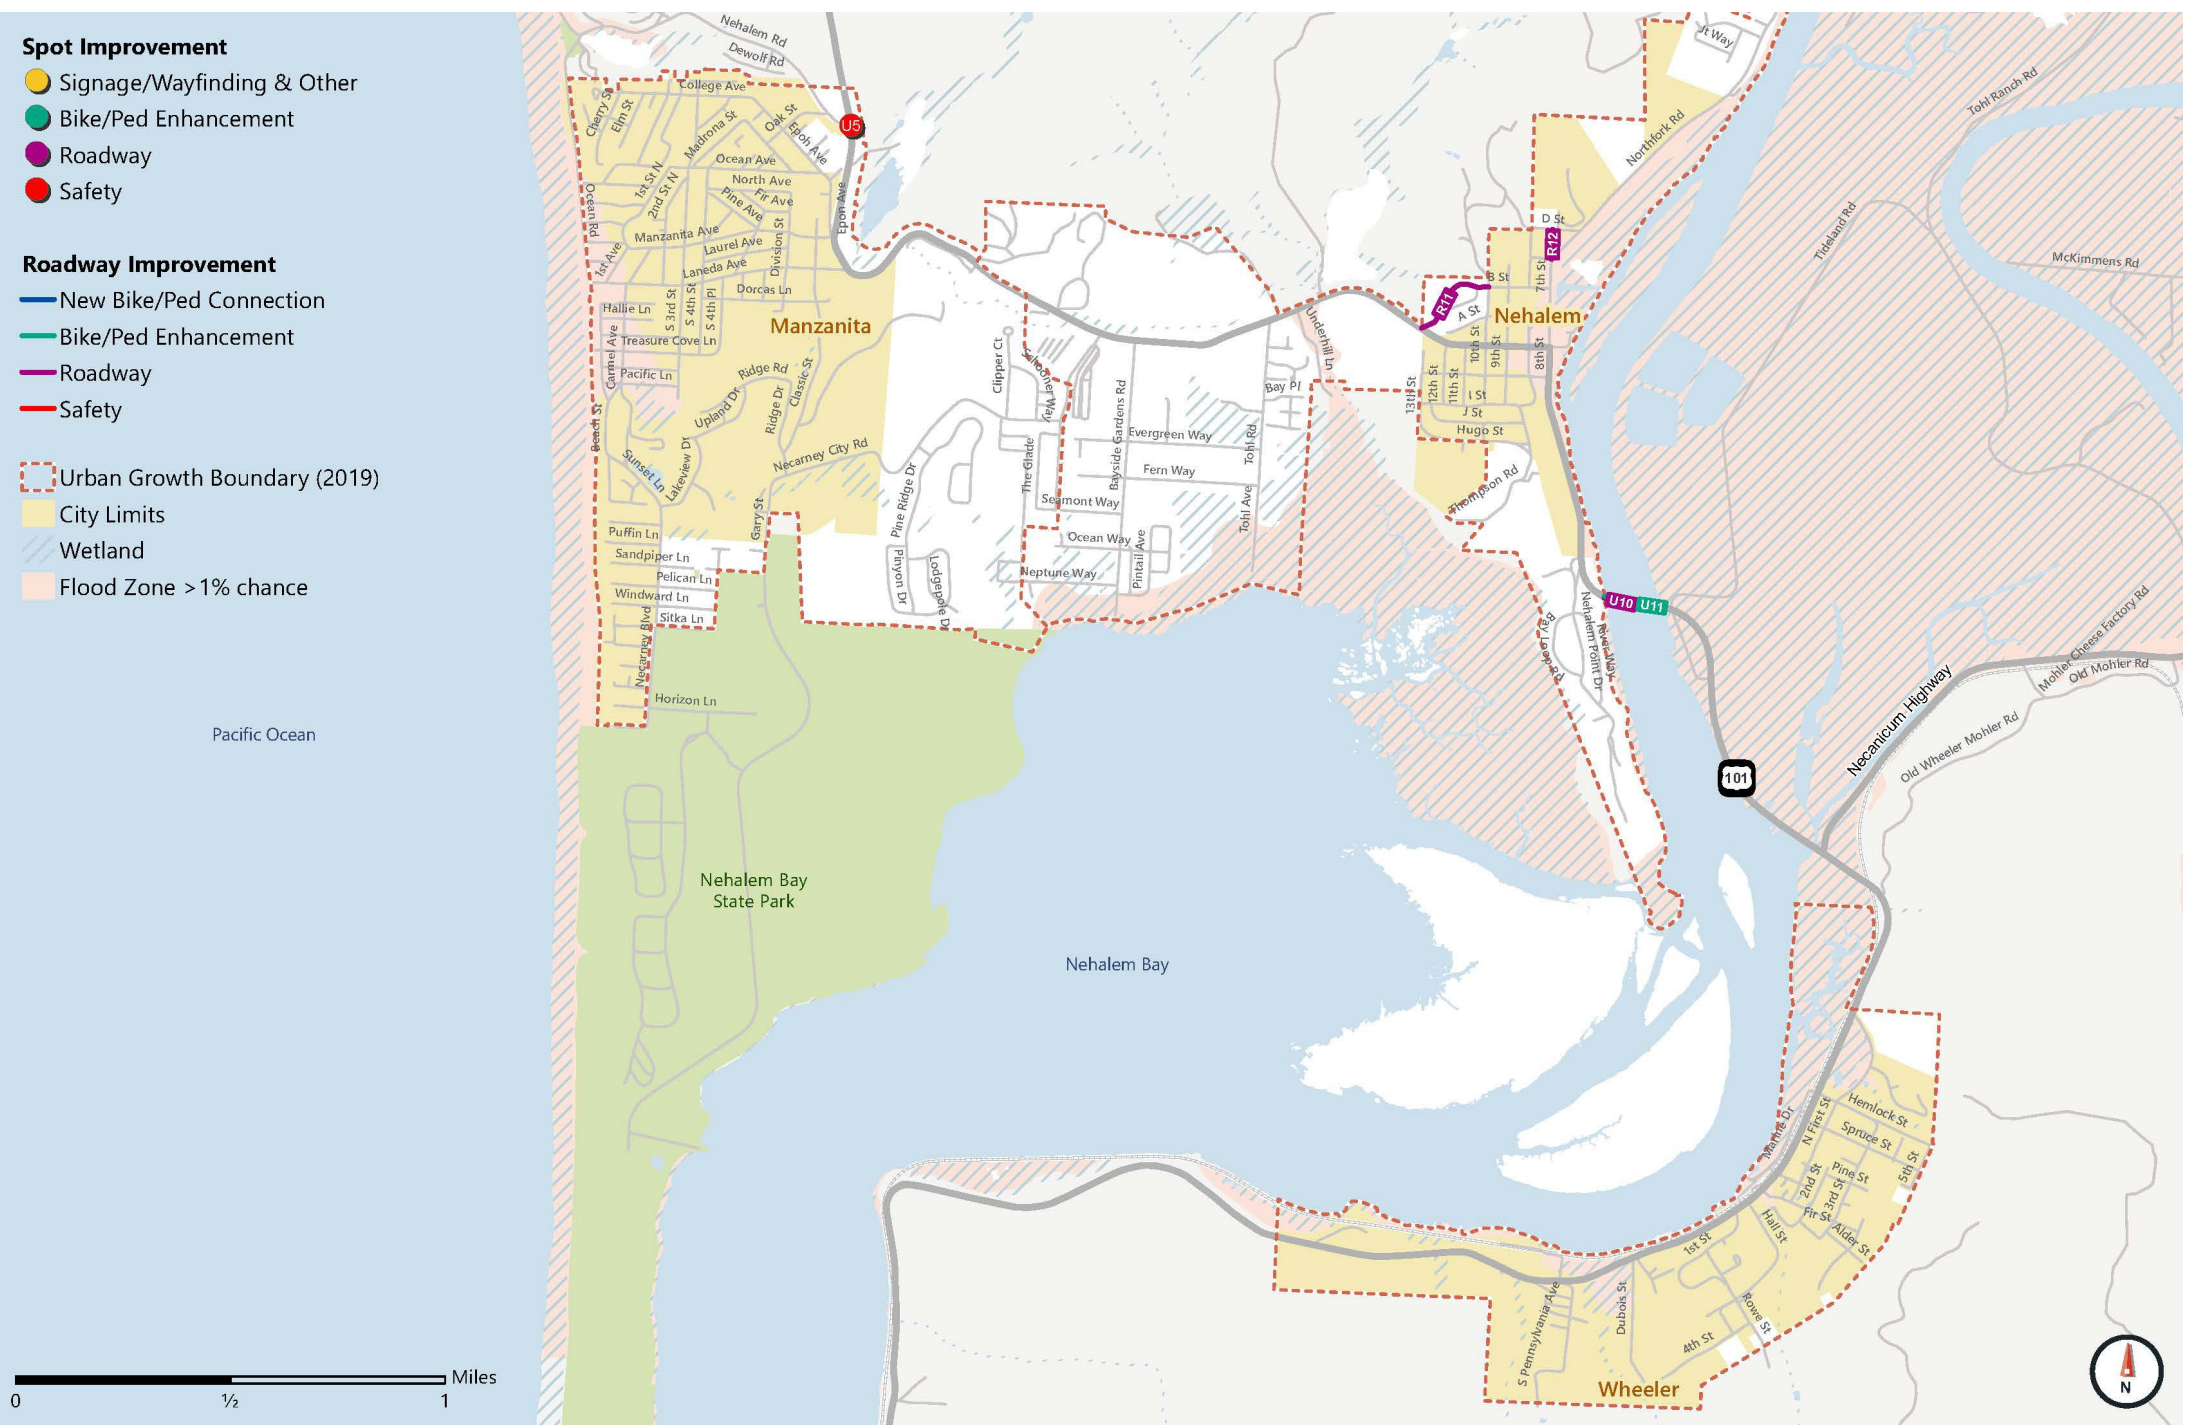 Spot Improvement
Signage/Wayfinding & Other
Bike/Ped Enhancement
Roadway
Safety
Roadway Improvement
New Bike/Ped Connection
Bike/Ped Enhancement
Roadway
Safety
Urban Growth Boundary (2019)
City Limits
Wetland
Flood Zone >1% chance
Nehalem Rd
Dewolf Rd
College Ave
Cherry St
Elm St
Madrona St
Oak St
Epoh Ave
U5
Ocean Ave
1st St N
2nd St N
North Ave
Fir Ave
Pine Ave
Ocean Rd
Epon Ave
Manzanita Ave
Laurel Ave
Division St
1st Ave
Laneda Ave
Dorcas Ln
Hallie Ln
S 3rd St
S 4th St
S 4th Pl
Manzanita
Treasure Cove Ln
Carmel Ave
Pacific Ln
Ridge Rd
Classic St
Upland Dr
Ridge Dr
Beach St
Sunset Ln
Lakeview Dr
Necarney City Rd
Gary St
Puffin Ln
Sandpiper Ln
Pelican Ln
Windward Ln
Sitka Ln
Necarney Blvd
Horizon Ln
Pine Ridge Dr
Pinyon Dr
Lodgepole Dr
Clipper Ct
Schooner Way
The Glade
Bayside Gardens Rd
Evergreen Way
Fern Way
Seamont Way
Ocean Way
Neptune Way
Pintail Ave
Tohl Rd
Tohl Ave
Bay Pl
Underhill Ln
Jt Way
Northfork Rd
Tohl Ranch Rd
Tideland Rd
McKimmens Rd
D St
R12
7th St
B St
R11
A St
Nehalem
10th St
9th St
8th St
13th St
12th St
11th St
I St
J St
Hugo St
Thompson Rd
U10
U11
Nehalem Point Dr
River Way
Bay Loop Rd
Mohler Cheese Factory Rd
Old Mohler Rd
Necanicum Highway
Old Wheeler Mohler Rd
101
Pacific Ocean
Nehalem Bay
State Park
Nehalem Bay
Marine Dr
N First St
Hemlock St
Spruce St
Pine St
5th St
2nd St
3rd St
Fir St
Alder St
Hall St
1st St
Rowe St
4th St
Dubois St
S Pennsylvania Ave
Wheeler
Miles
0
½
1
N